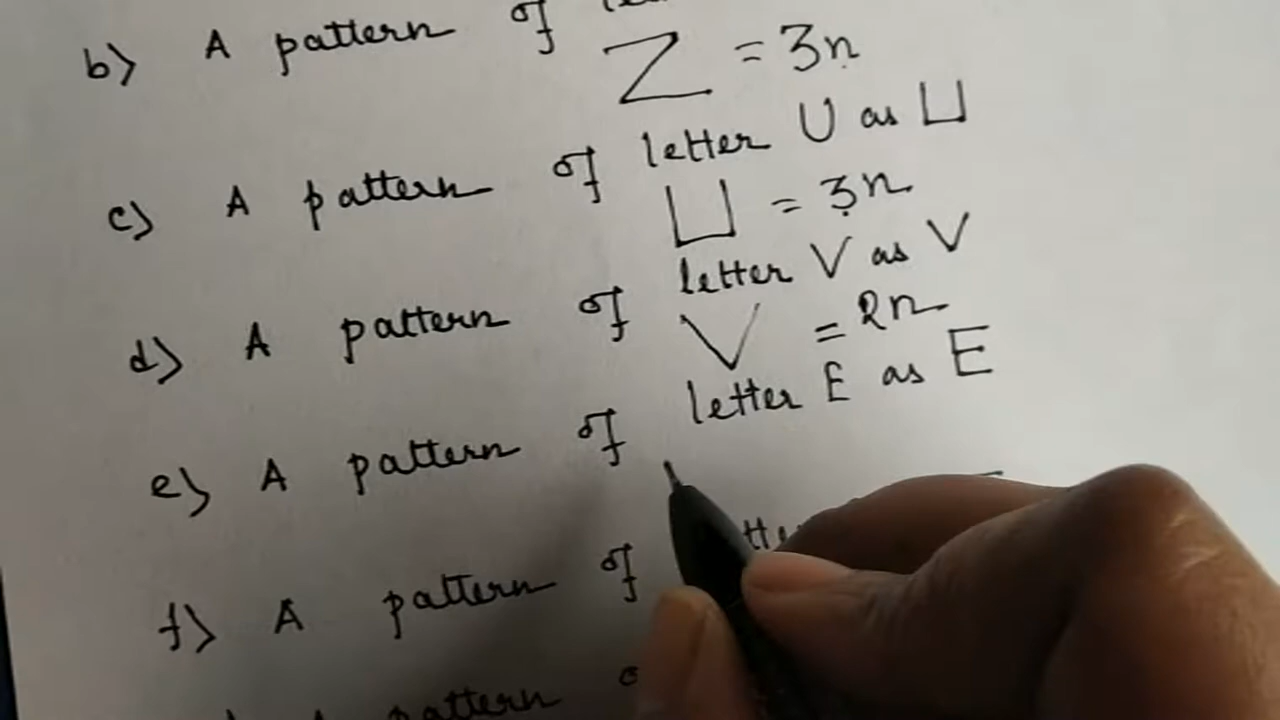 b) A pattern of
Z = 3n
c) A pattern of letter U as U
U = 3n
d) A pattern of letter V as V
V = 2n
e) A pattern of letter E as E
f) A pattern of
A pattern